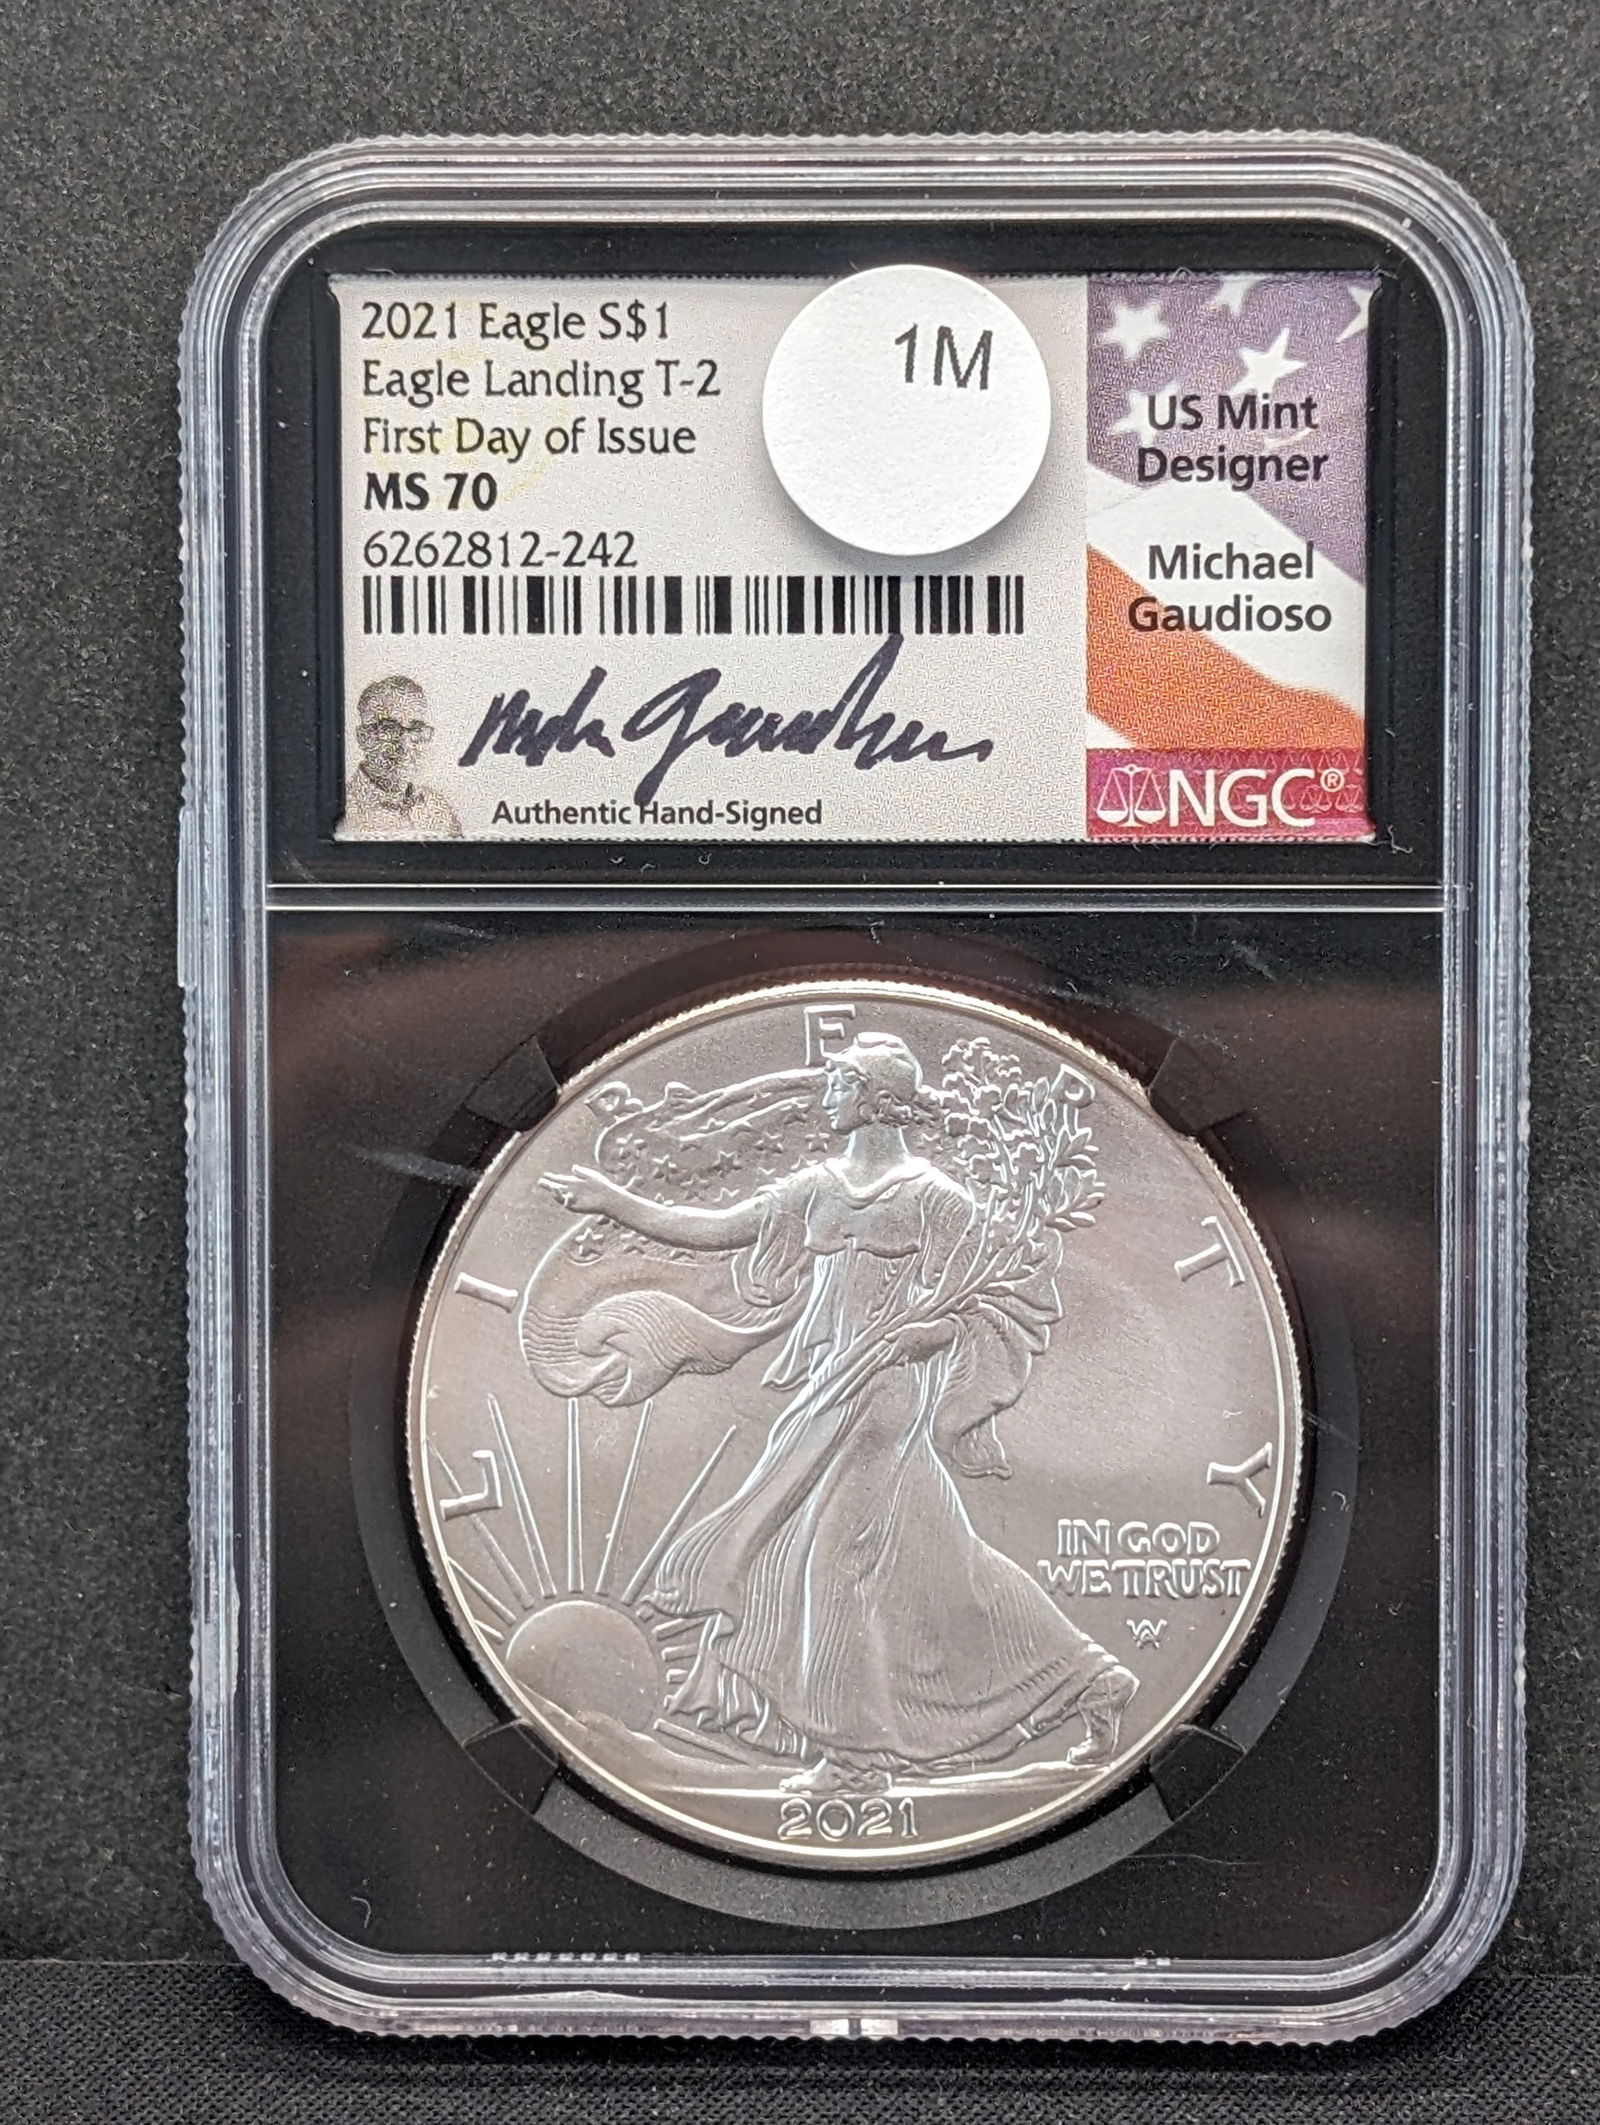 2021 Eagle S$1
Eagle Landing T-2
First Day of Issue
MS 70
6262812-242
1M
US Mint
Designer
Michael
Gaudioso
Authentic Hand-Signed
NGC®
LIBERTY
IN GOD
WE TRUST
2021